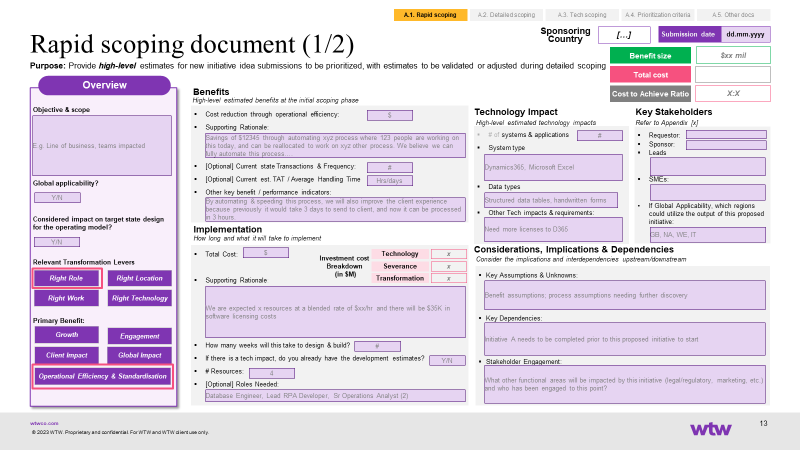 A.1. Rapid scoping
A.2. Detailed scoping
A.3. Tech scoping
A.4. Prioritization criteria
A.5. Other docs
Rapid scoping document (1/2)
Sponsoring
Country
[…]
Submission date
dd.mm.yyyy
Purpose: Provide high-level estimates for new initiative idea submissions to be prioritized, with estimates to be validated or adjusted during detailed scoping
Benefit size
$xx mil
Total cost
Cost to Achieve Ratio
X:X
Overview
Objective & scope
E.g. Line of business, teams impacted
Global applicability?
Y/N
Considered impact on target state design
for the operating model?
Y/N
Relevant Transformation Levers
Right Role
Right Location
Right Work
Right Technology
Primary Benefit:
Growth
Engagement
Client Impact
Global Impact
Operational Efficiency & Standardisation
Benefits
High-level estimated benefits at the initial scoping phase
• Cost reduction through operational efficiency:
$
• Supporting Rationale:
Savings of $12345 through automating xyz process where 123 people are working on
this today, and can be reallocated to work on xyz other process. We believe we can
fully automate this process...
• [Optional] Current state Transactions & Frequency:
#
• [Optional] Current est. TAT / Average Handling Time
Hrs/days
• Other key benefit / performance indicators:
By automating & speeding this process, we will also improve the client experience
because previously it would take 3 days to send to client, and now it can be processed
in 3 hours.
Implementation
How long and what it will take to implement
• Total Cost:
$
Investment cost
Breakdown
(in $M)
Technology
x
Severance
x
Transformation
x
• Supporting Rationale
We are expected x resources at a blended rate of $xx/hr and there will be $35K in
software licensing costs
• How many weeks will this take to design & build?
#
• If there is a tech impact, do you already have the development estimates?
Y/N
• # Resources:
4
• [Optional] Roles Needed:
Database Engineer, Lead RPA Developer, Sr Operations Analyst (2)
Technology Impact
High-level estimated technology impacts
• # of systems & applications
#
• System type
Dynamics365, Microsoft Excel
• Data types
Structured data tables, handwritten forms
• Other Tech impacts & requirements:
Need more licenses to D365
Key Stakeholders
Refer to Appendix [x]
• Requestor:
• Sponsor:
• Leads
• SMEs:
• If Global Applicability, which regions
could utilize the output of this proposed
initiative:
GB, NA, WE, IT
Considerations, Implications & Dependencies
Consider the implications and interdependencies upstream/downstream
• Key Assumptions & Unknowns:
Benefit assumptions, process assumptions needing further discovery
• Key Dependencies:
Initiative A needs to be completed prior to this proposed initiative to start
• Stakeholder Engagement:
What other functional areas will be impacted by this initiative (legal/regulatory, marketing, etc.)
and who has been engaged to this point?
wtwco.com
© 2023 WTW. Proprietary and confidential. For WTW and WTW client use only.
wtw
13